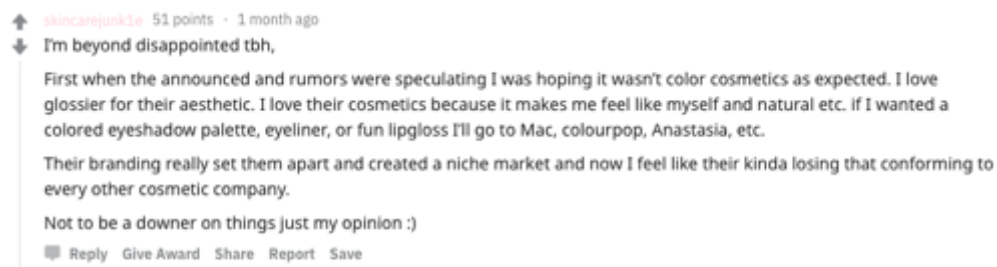 skincarejunk1e 51 points · 1 month ago
I'm beyond disappointed tbh,
First when the announced and rumors were speculating I was hoping it wasn't color cosmetics as expected. I love
glossier for their aesthetic. I love their cosmetics because it makes me feel like myself and natural etc. if I wanted a
colored eyeshadow palette, eyeliner, or fun lipgloss I'll go to Mac, colourpop, Anastasia, etc.
Their branding really set them apart and created a niche market and now I feel like their kinda losing that conforming to
every other cosmetic company.
Not to be a downer on things just my opinion :)
Reply Give Award Share Report Save